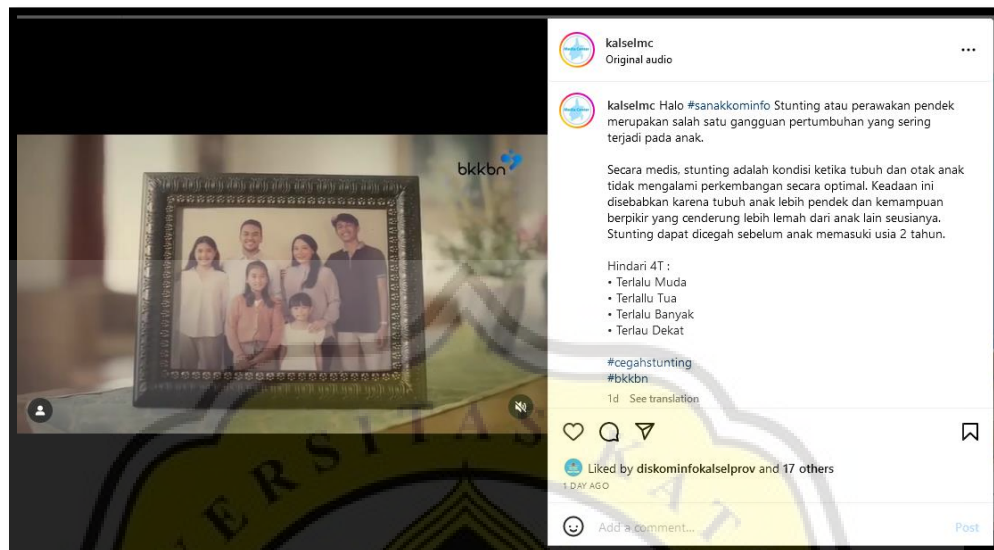 bkkbn
kalselmc
Original audio
kalselmc Halo #sanakkominfo Stunting atau perawakan pendek
merupakan salah satu gangguan pertumbuhan yang sering
terjadi pada anak.
Secara medis, stunting adalah kondisi ketika tubuh dan otak anak
tidak mengalami perkembangan secara optimal. Keadaan ini
disebabkan karena tubuh anak lebih pendek dan kemampuan
berpikir yang cenderung lebih lemah dari anak lain seusianya.
Stunting dapat dicegah sebelum anak memasuki usia 2 tahun.
Hindari 4T :
• Terlalu Muda
• Terlallu Tua
• Terlalu Banyak
• Terlau Dekat
#cegahstunting
#bkkbn
1d See translation
Liked by diskominfokalselprov and 17 others
1 DAY AGO
Add a comment...
Post